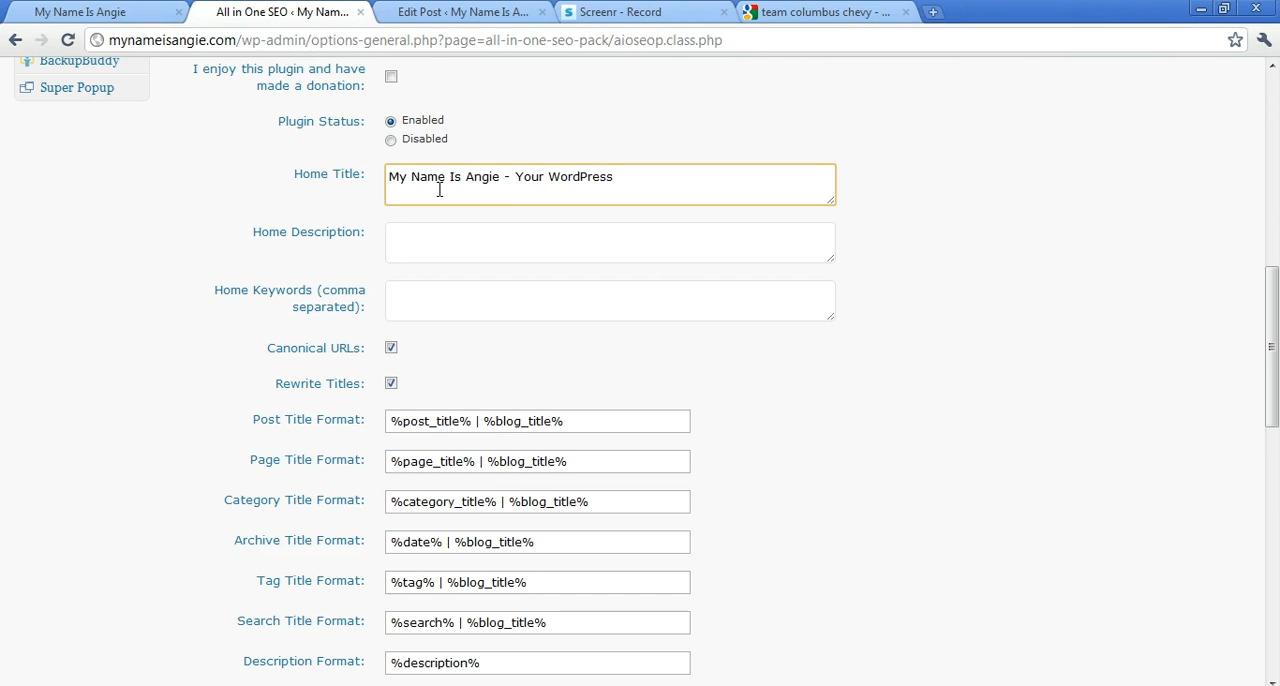 My Name Is Angie
All in One SEO ‹ My Nam...
Edit Post ‹ My Name Is A...
Screenr - Record
team columbus chevy - ...
mynameisangie.com/wp-admin/options-general.php?page=all-in-one-seo-pack/aioseop.class.php
BackupBuddy
Super Popup
I enjoy this plugin and have
made a donation:
Plugin Status:
Enabled
Disabled
Home Title:
My Name Is Angie - Your WordPress
Home Description:
Home Keywords (comma
separated):
Canonical URLs:
Rewrite Titles:
Post Title Format:
%post_title% | %blog_title%
Page Title Format:
%page_title% | %blog_title%
Category Title Format:
%category_title% | %blog_title%
Archive Title Format:
%date% | %blog_title%
Tag Title Format:
%tag% | %blog_title%
Search Title Format:
%search% | %blog_title%
Description Format:
%description%